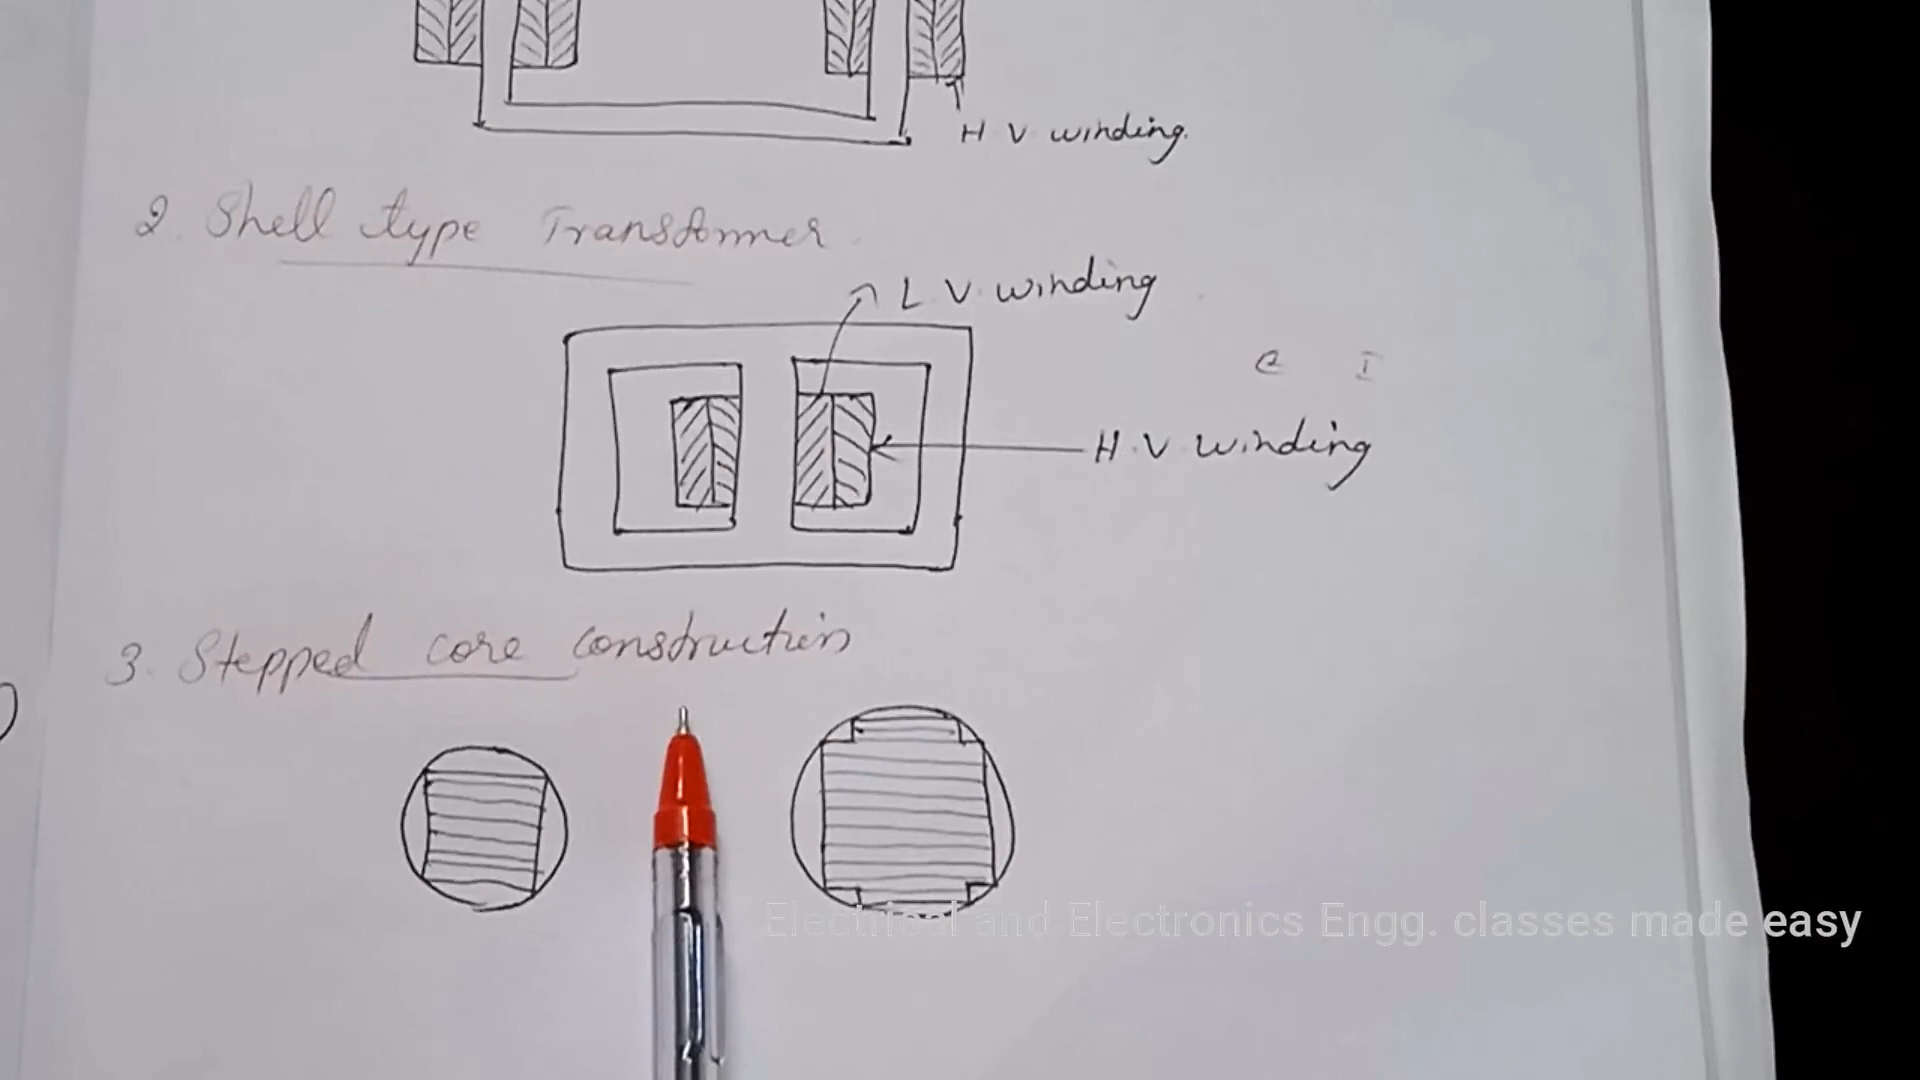 H V winding.
2. Shell type Transformer
L.V. winding
e I
H.V. winding
3. Stepped core construction
Electrical and Electronics Engg. classes made easy